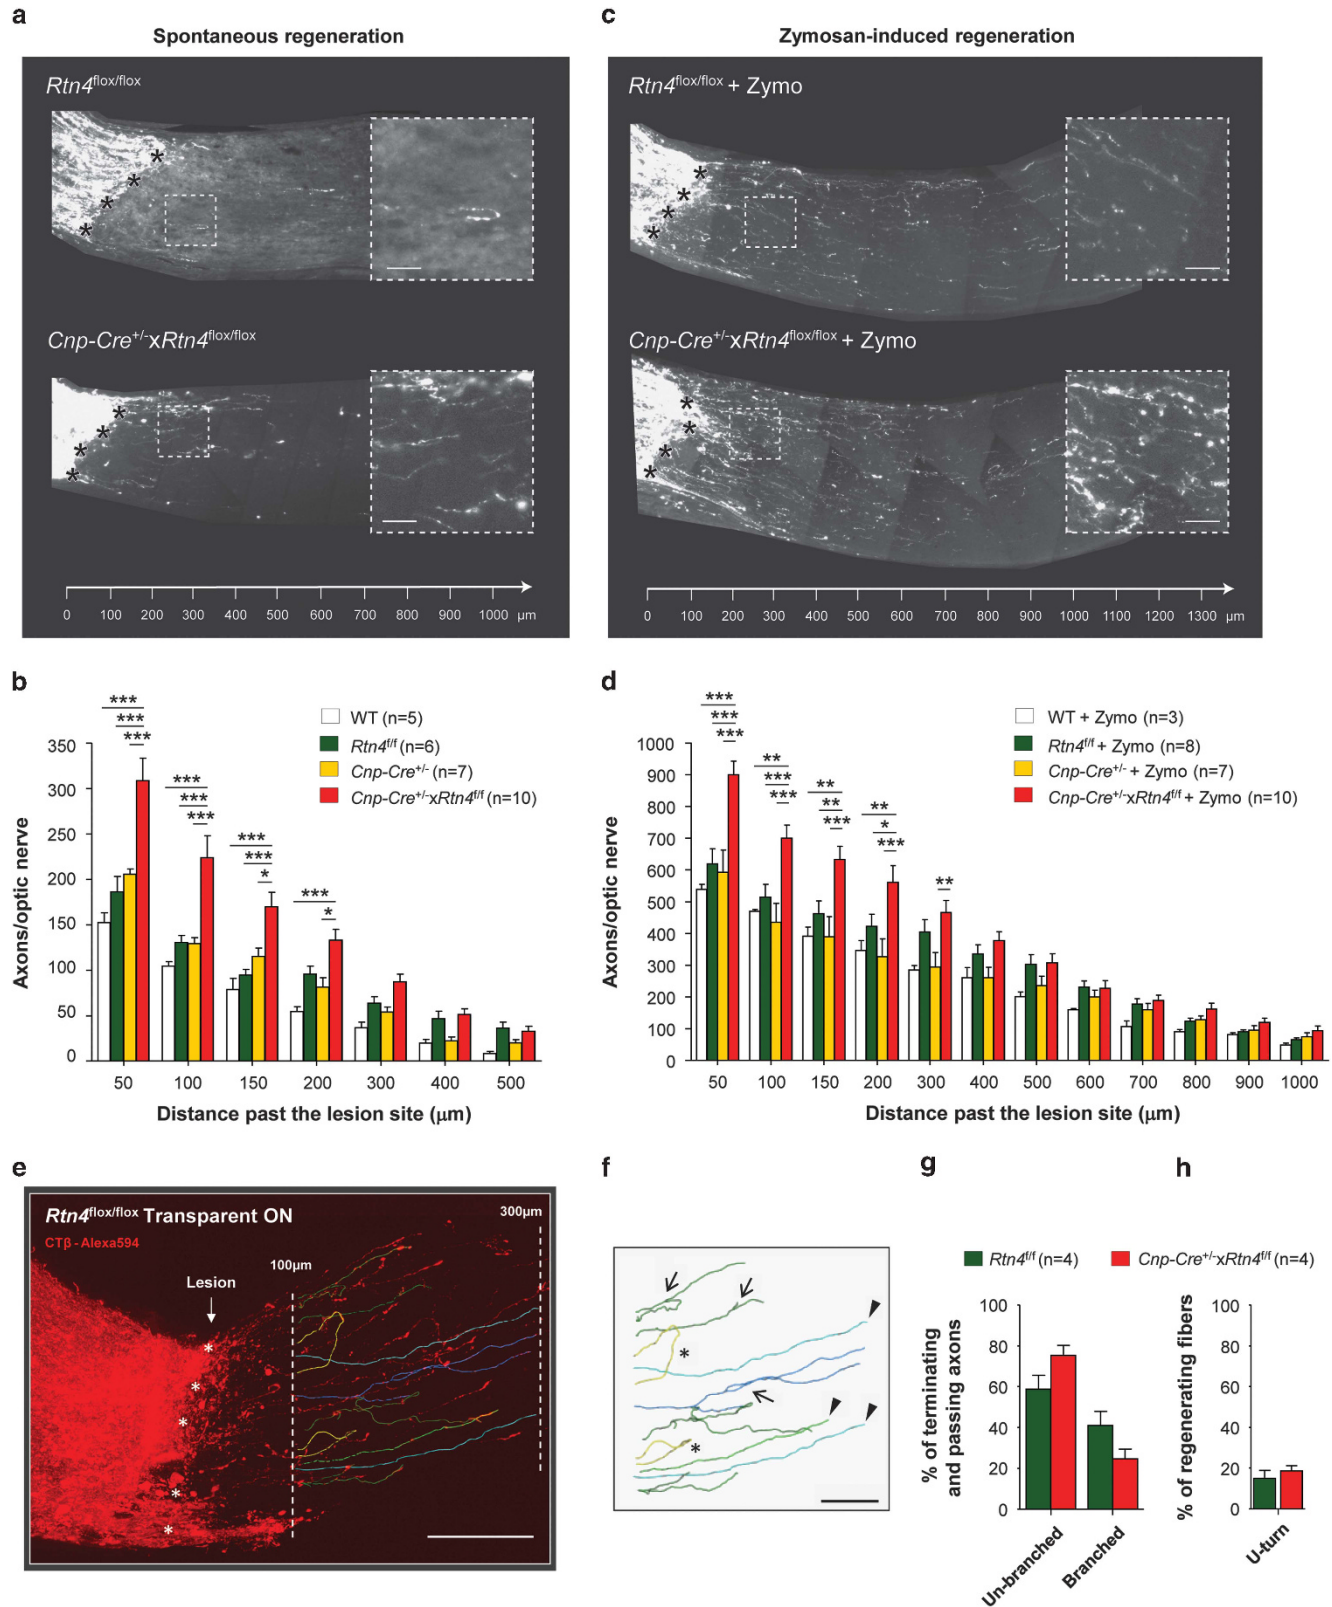 a
Spontaneous regeneration
Rtn4flox/flox
* * * *
Cnp-Cre+/-xRtn4flox/flox
* * * *
0 100 200 300 400 500 600 700 800 900 1000 µm
c
Zymosan-induced regeneration
Rtn4flox/flox + Zymo
* * * *
Cnp-Cre+/-xRtn4flox/flox + Zymo
* * * *
0 100 200 300 400 500 600 700 800 900 1000 1100 1200 1300 µm
b
WT (n=5)
Rtn4f/f (n=6)
Cnp-Cre+/- (n=7)
Cnp-Cre+/-xRtn4f/f (n=10)
Axons/optic nerve
350
300
250
200
150
100
50
0
***
***
***
***
***
***
***
***
*
***
*
50 100 150 200 300 400 500
Distance past the lesion site (µm)
d
WT + Zymo (n=3)
Rtn4f/f + Zymo (n=8)
Cnp-Cre+/- + Zymo (n=7)
Cnp-Cre+/-xRtn4f/f + Zymo (n=10)
Axons/optic nerve
1000
900
800
700
600
500
400
300
200
100
0
***
***
***
**
***
***
**
**
***
**
*
***
**
50 100 150 200 300 400 500 600 700 800 900 1000
Distance past the lesion site (µm)
e
Rtn4flox/flox Transparent ON
CTβ-Alexa594
Lesion
100µm
300µm
* * * * *
f
*
*
g
h
Rtn4f/f (n=4)
Cnp-Cre+/-xRtn4f/f (n=4)
% of terminating
and passing axons
100
80
60
40
20
0
Un-branched
Branched
% of regenerating fibers
100
80
60
40
20
0
U-turn